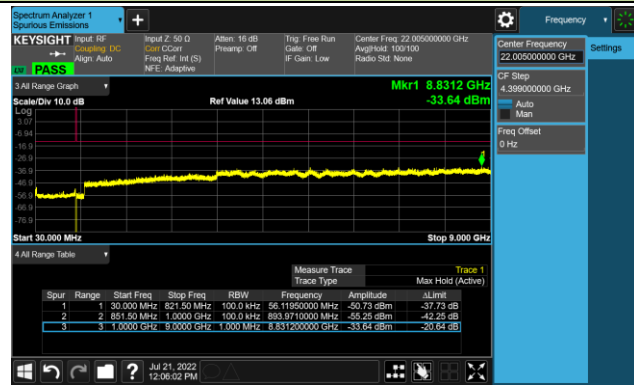 Spectrum Analyzer 1
Spurious Emissions
Frequency
KEYSIGHT Input: RF Input Z: 50 Ω Atten: 16 dB Trig: Free Run Center Freq: 22.005000000 GHz
Coupling: DC Corr CCorr Preamp: Off Gate: Off Avg|Hold: 100/100
Align: Auto Freq Ref: Int (S) IF Gain: Low Radio Std: None
NFE: Adaptive
PASS
Center Frequency
22.005000000 GHz
Settings
CF Step
4.399000000 GHz
Auto
Man
Freq Offset
0 Hz
3 All Range Graph
Mkr1 8.8312 GHz
Scale/Div 10.0 dB Ref Value 13.06 dBm -33.64 dBm
Log
3.07
-6.94
-16.9
-26.9
-36.9
-46.9
-56.9
-66.9
-76.9
Start 30.000 MHz Stop 9.000 GHz
4 All Range Table
Measure Trace Trace 1
Trace Type Max Hold (Active)
Spur Range Start Freq Stop Freq RBW Frequency Amplitude ΔLimit
1 1 30.000 MHz 821.50 MHz 100.0 kHz 56.11950000 MHz -50.73 dBm -37.73 dB
2 2 851.50 MHz 1.0000 GHz 100.0 kHz 893.9710000 MHz -55.25 dBm -42.25 dB
3 3 1.0000 GHz 9.0000 GHz 1.000 MHz 8.831200000 GHz -33.64 dBm -20.64 dB
Jul 21, 2022
12:06:02 PM